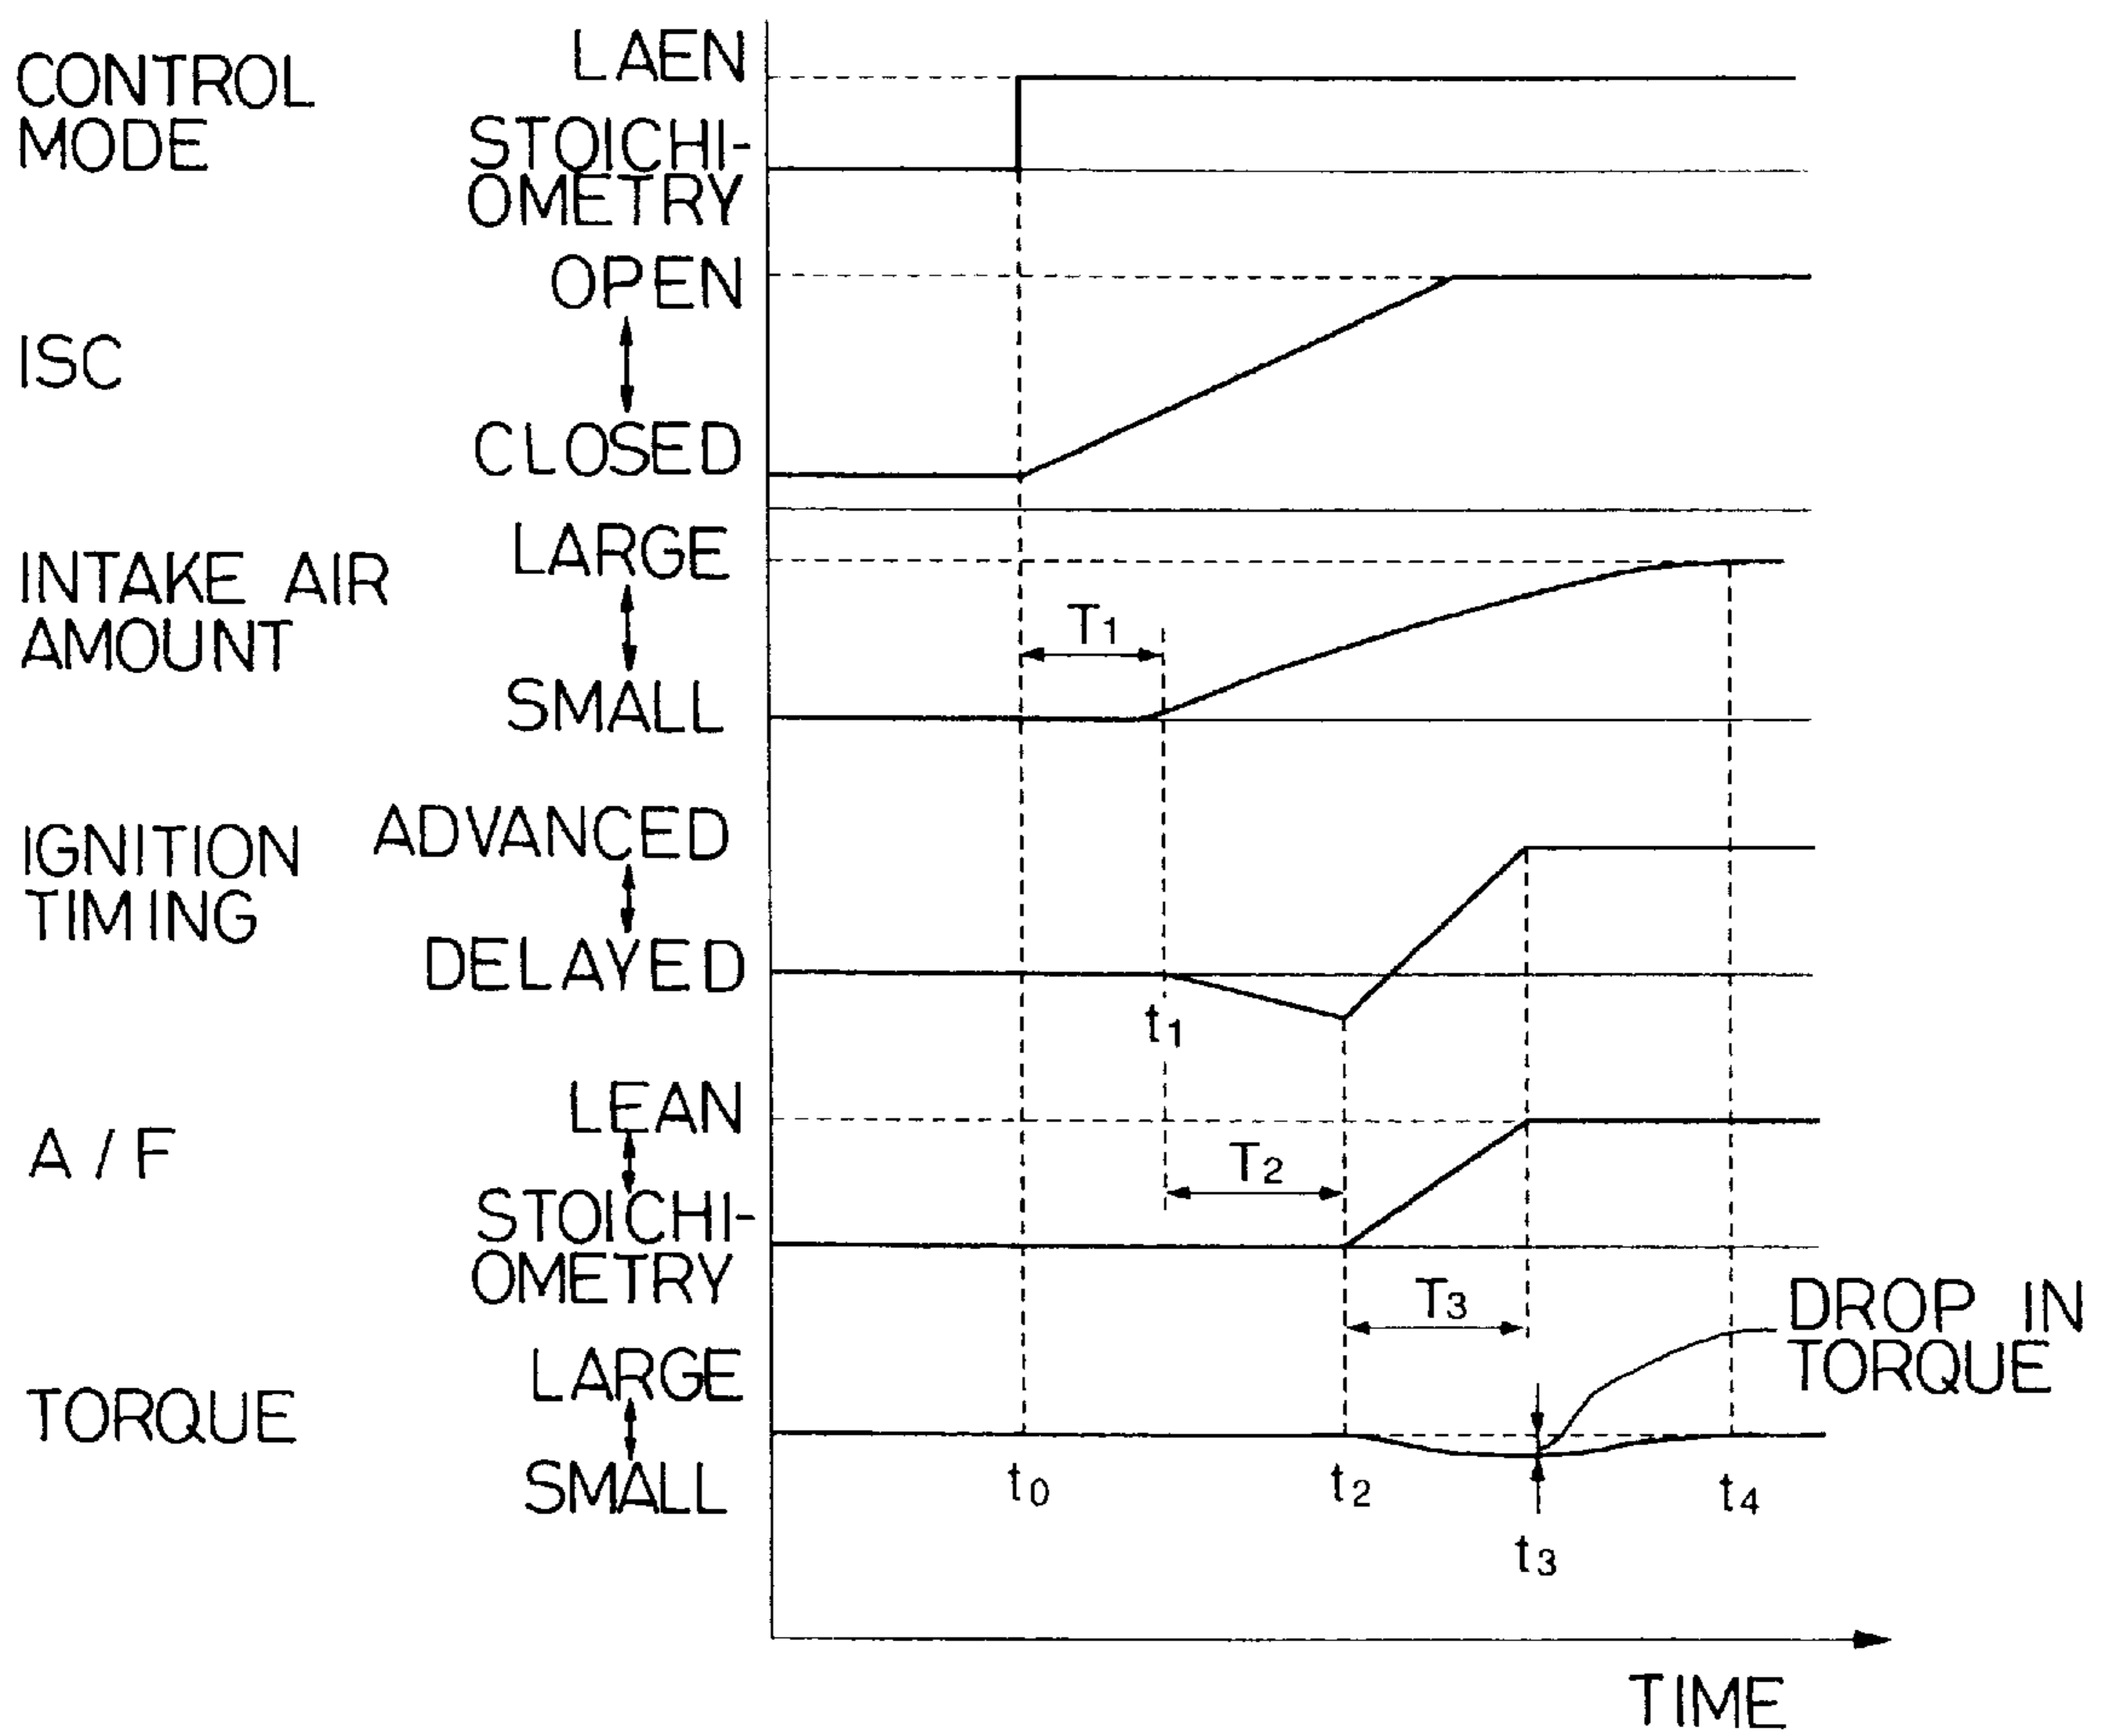 CONTROL
MODE
LAEN
STOICHI-
OMETRY
ISC
OPEN
CLOSED
INTAKE AIR
AMOUNT
LARGE
SMALL
T1
IGNITION
TIMING
ADVANCED
DELAYED
t1
A/F
LEAN
STOICHI-
OMETRY
T2
T3
DROP IN
TORQUE
TORQUE
LARGE
SMALL
t0
t2
t3
t4
TIME